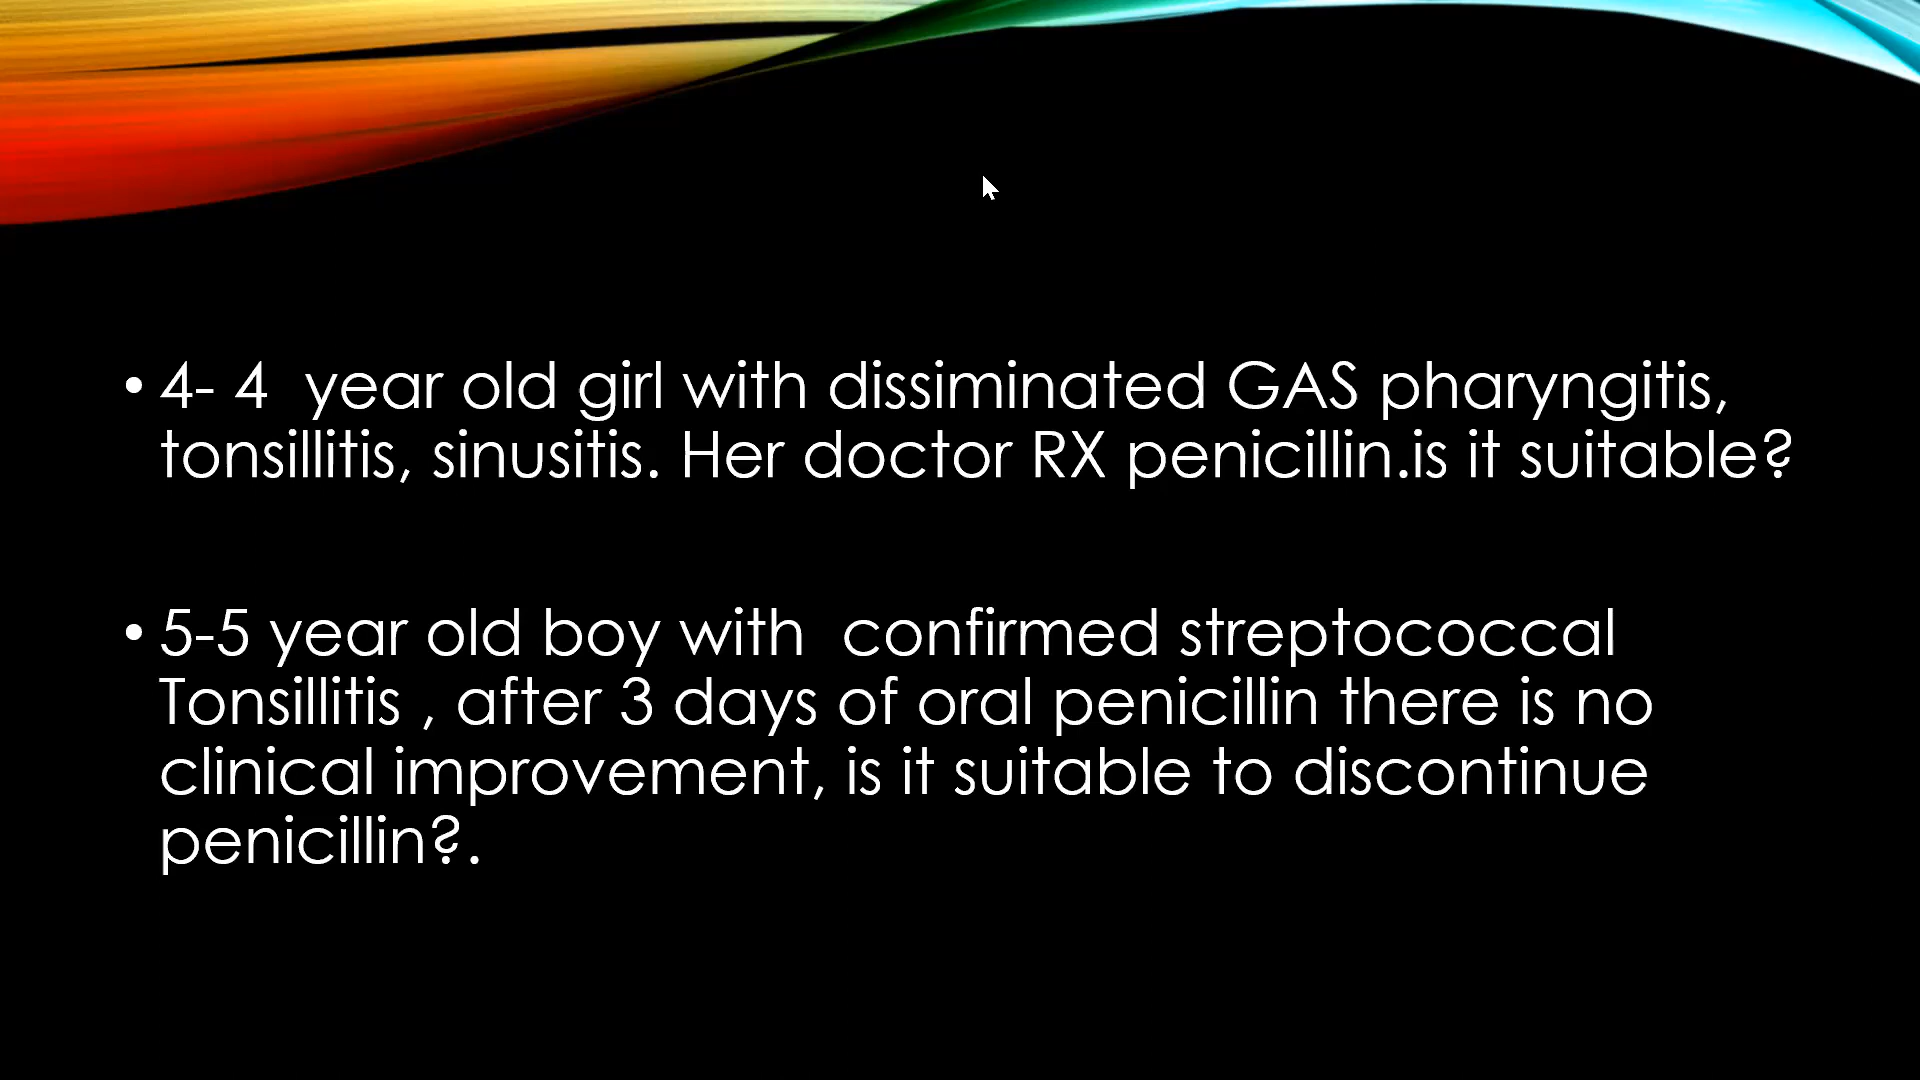 • 4- 4  year old girl with dissiminated GAS pharyngitis,
tonsillitis, sinusitis. Her doctor RX penicillin.is it suitable?
• 5-5 year old boy with  confirmed streptococcal
Tonsillitis , after 3 days of oral penicillin there is no
clinical improvement, is it suitable to discontinue
penicillin?.